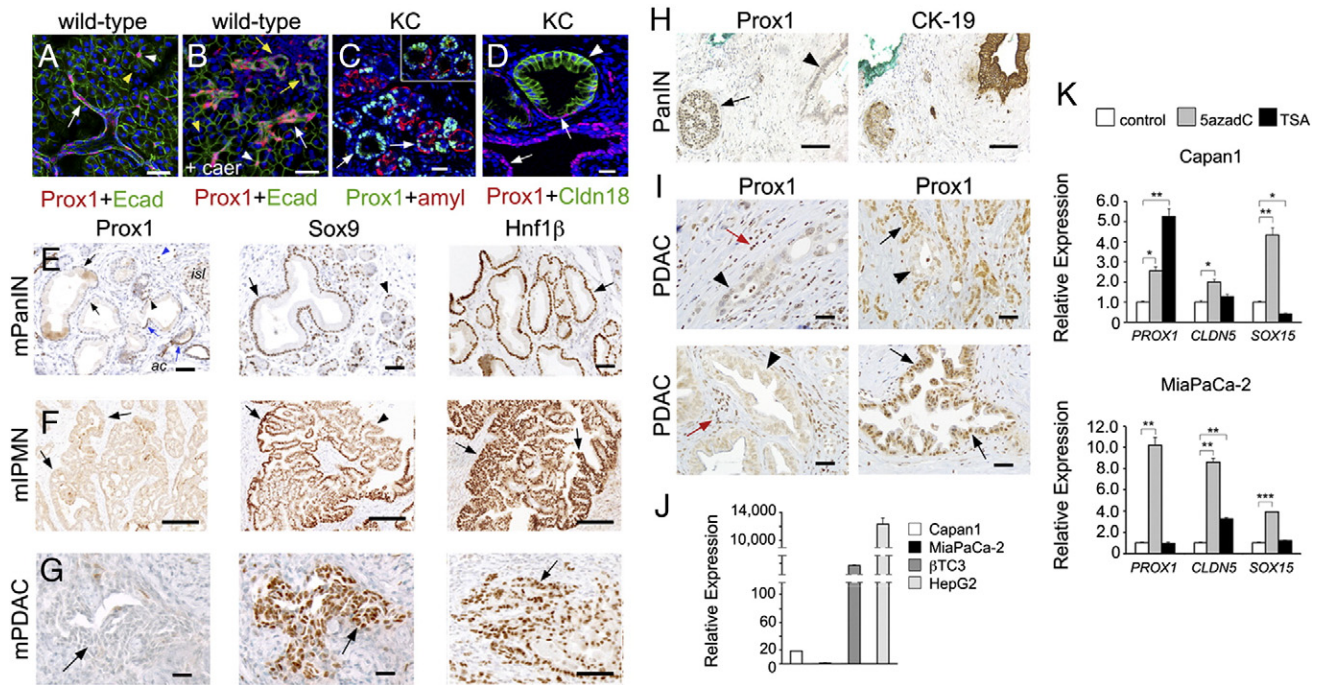 wild-type wild-type KC KC
A B C D
+ caer
Prox1+Ecad Prox1+Ecad Prox1+amyl Prox1+Cldn18
Prox1 Sox9 Hnf1β
E
mPanIN
isl
ac
F
mIPMN
G
mPDAC
H
Prox1 CK-19
PanIN
I
Prox1 Prox1
PDAC
PDAC
J
Relative Expression
14,000
10,000
100
80
60
40
20
0
Capan1
MiaPaCa-2
βTC3
HepG2
K
control 5azadC TSA
Capan1
Relative Expression
6.0
5.0
4.0
3.0
2.0
1.0
0
** * * ** *
PROX1 CLDN5 SOX15
MiaPaCa-2
Relative Expression
12.0
10.0
8.0
6.0
4.0
2.0
0
** ** ** ***
PROX1 CLDN5 SOX15